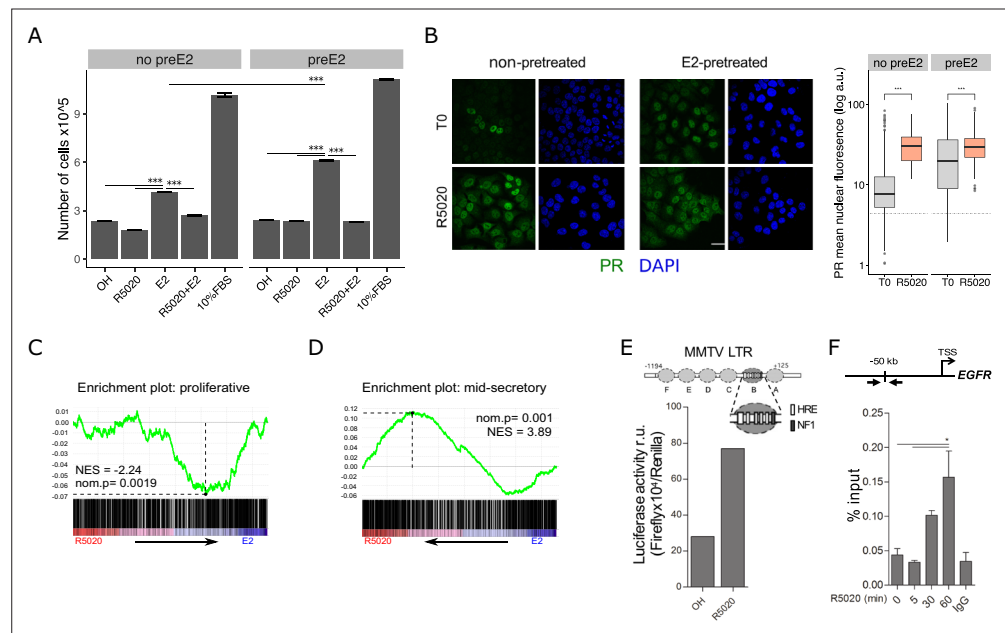 A
no preE2 preE2
Number of cells x10^5
9
6
3
0
***
***
***
***
***
OH R5020 E2 R5020+E2 10%FBS OH R5020 E2 R5020+E2 10%FBS
B
non-pretreated E2-pretreated
T0
R5020
PR DAPI
no preE2 preE2
PR mean nuclear fluoresence (log a.u.)
100
10
1
*** ***
T0 R5020 T0 R5020
C
Enrichment plot: proliferative
0.01
0.00
-0.01
-0.02
-0.03
-0.04
-0.05
-0.06
-0.07
NES = -2.24
nom.p= 0.0019
R5020 E2
D
Enrichment plot: mid-secretory
0.12
0.10
0.08
0.06
0.04
0.02
0.00
-0.02
-0.04
-0.06
nom.p= 0.001
NES = 3.89
R5020 E2
E
MMTV LTR
-1194 +125
F E D C B A
HRE
NF1
Luciferase activity r.u.
(Fireflyx10⁴/Renilla)
100
80
60
40
20
0
OH R5020
F
-50 kb TSS
EGFR
% input
0.25
0.20
0.15
0.10
0.05
0.00
*
R5020 (min) 0 5 30 60 IgG